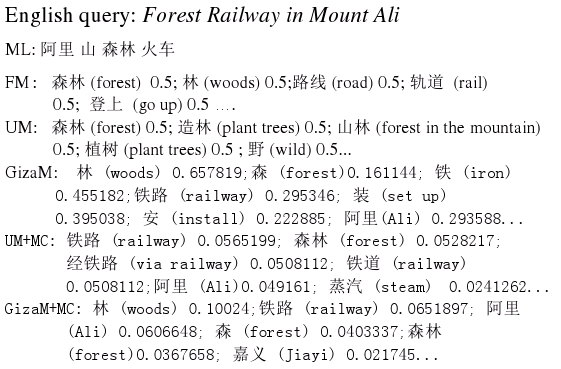 English query: Forest Railway in Mount Ali
ML: 阿里 山 森林 火车
FM: 森林 (forest) 0.5; 林 (woods) 0.5;路线 (road) 0.5; 轨道 (rail)
0.5; 登上 (go up) 0.5 ….
UM: 森林 (forest) 0.5; 造林 (plant trees) 0.5; 山林 (forest in the mountain)
0.5; 植树 (plant trees) 0.5 ; 野 (wild) 0.5...
GizaM: 林 (woods) 0.657819;森 (forest)0.161144; 铁 (iron)
0.455182;铁路 (railway) 0.295346; 装 (set up)
0.395038; 安 (install) 0.222885; 阿里(Ali) 0.293588...
UM+MC: 铁路 (railway) 0.0565199; 森林 (forest) 0.0528217;
经铁路 (via railway) 0.0508112; 铁道 (railway)
0.0508112;阿里 (Ali)0.049161; 蒸汽 (steam) 0.0241262...
GizaM+MC: 林 (woods) 0.10024;铁路 (railway) 0.0651897; 阿里
(Ali) 0.0606648; 森 (forest) 0.0403337;森林
(forest)0.0367658; 嘉义 (Jiayi) 0.021745...